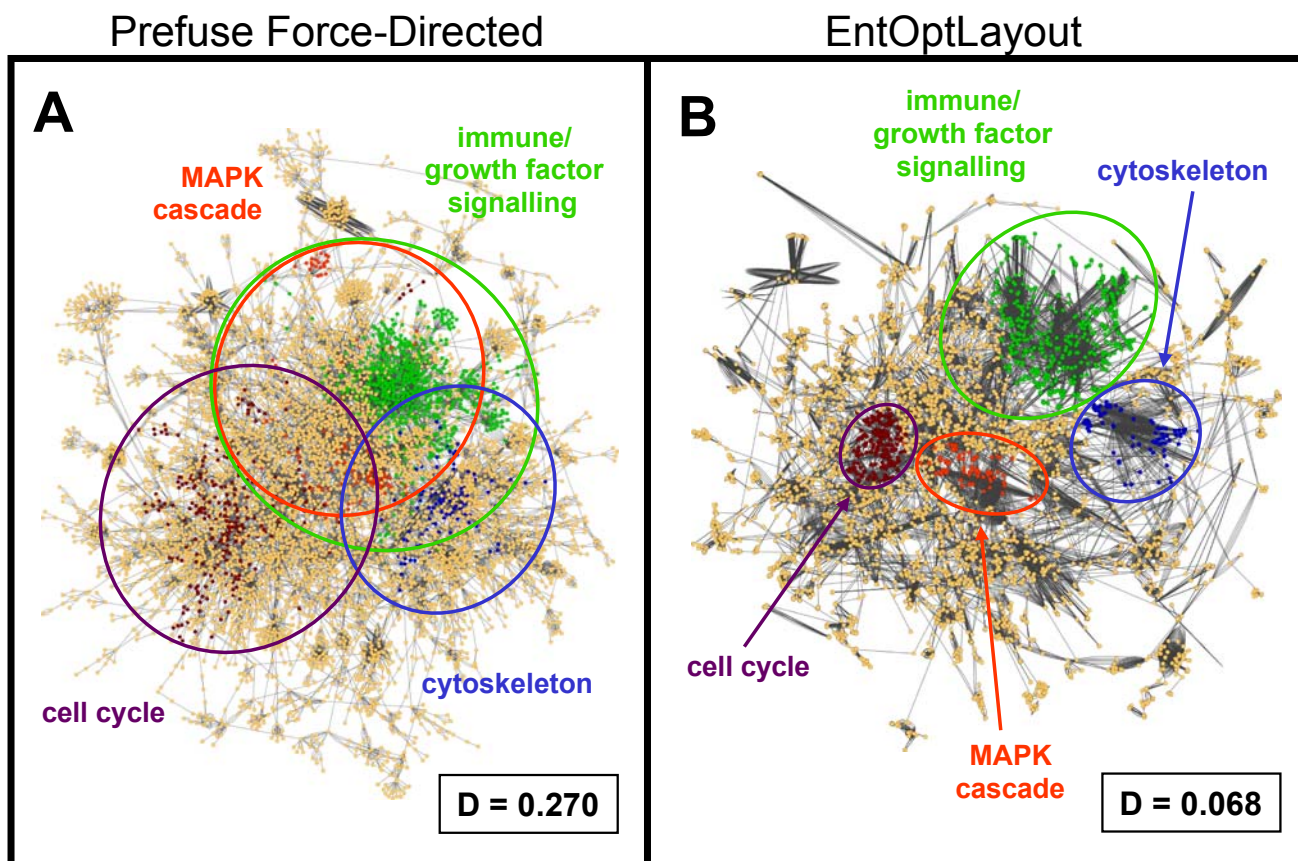 Prefuse Force-Directed
EntOptLayout
A
immune/
growth factor
signalling
MAPK
cascade
cell cycle
cytoskeleton
D = 0.270
B
immune/
growth factor
signalling
cytoskeleton
cell cycle
MAPK
cascade
D = 0.068